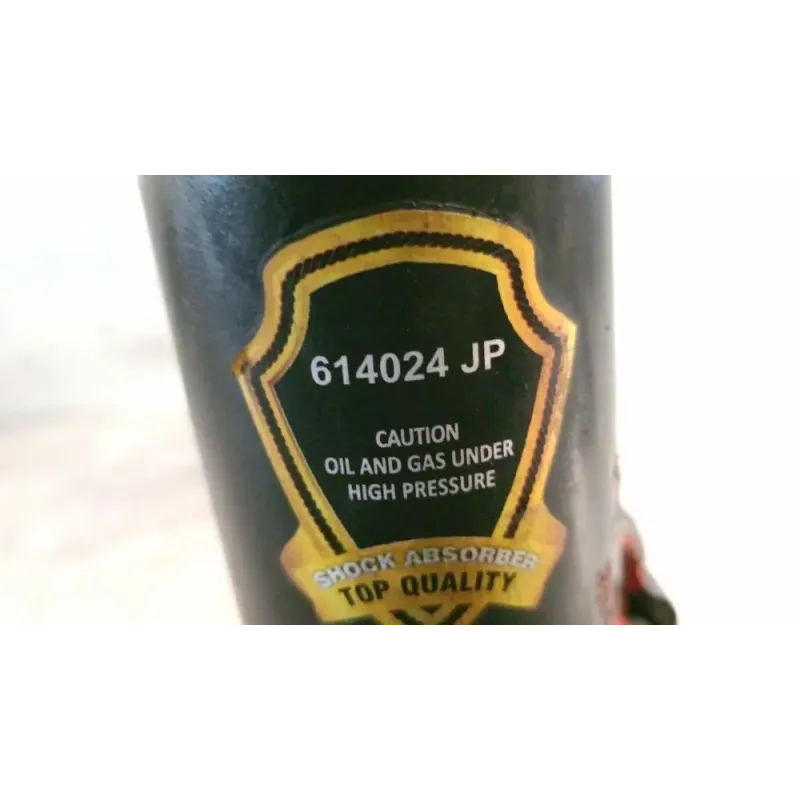 614024 JP
CAUTION
OIL AND GAS UNDER
HIGH PRESSURE
SHOCK ABSORBER
TOP QUALITY